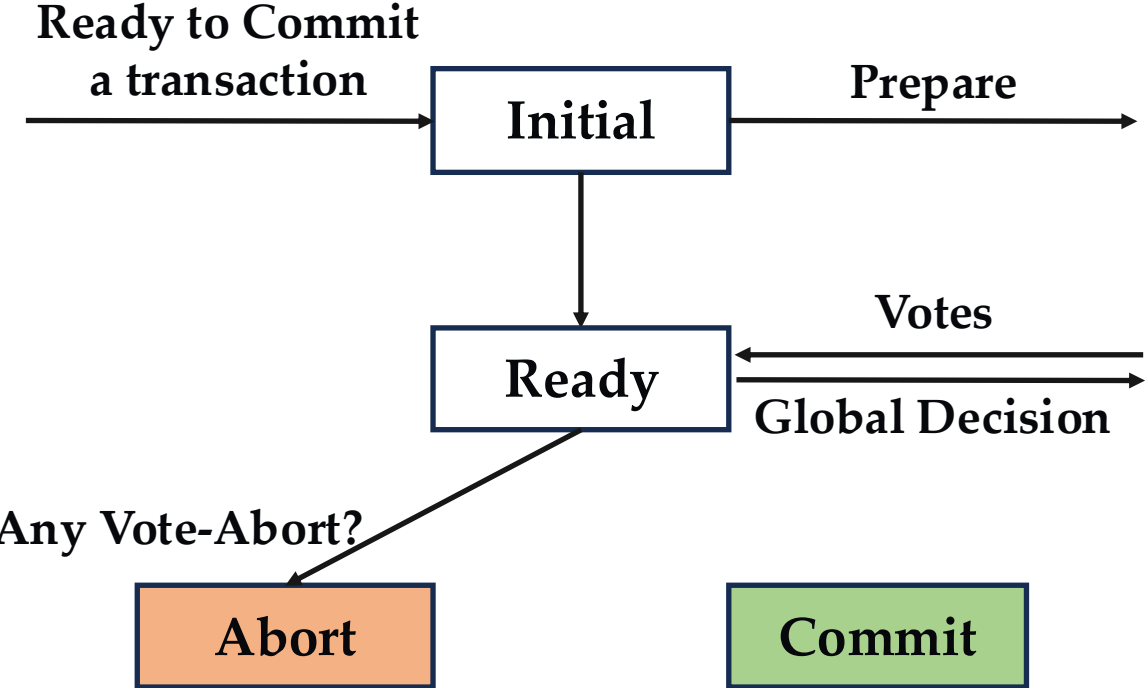 Ready to Commit
a transaction
Initial
Prepare
Ready
Votes
Global Decision
Any Vote-Abort?
Abort
Commit